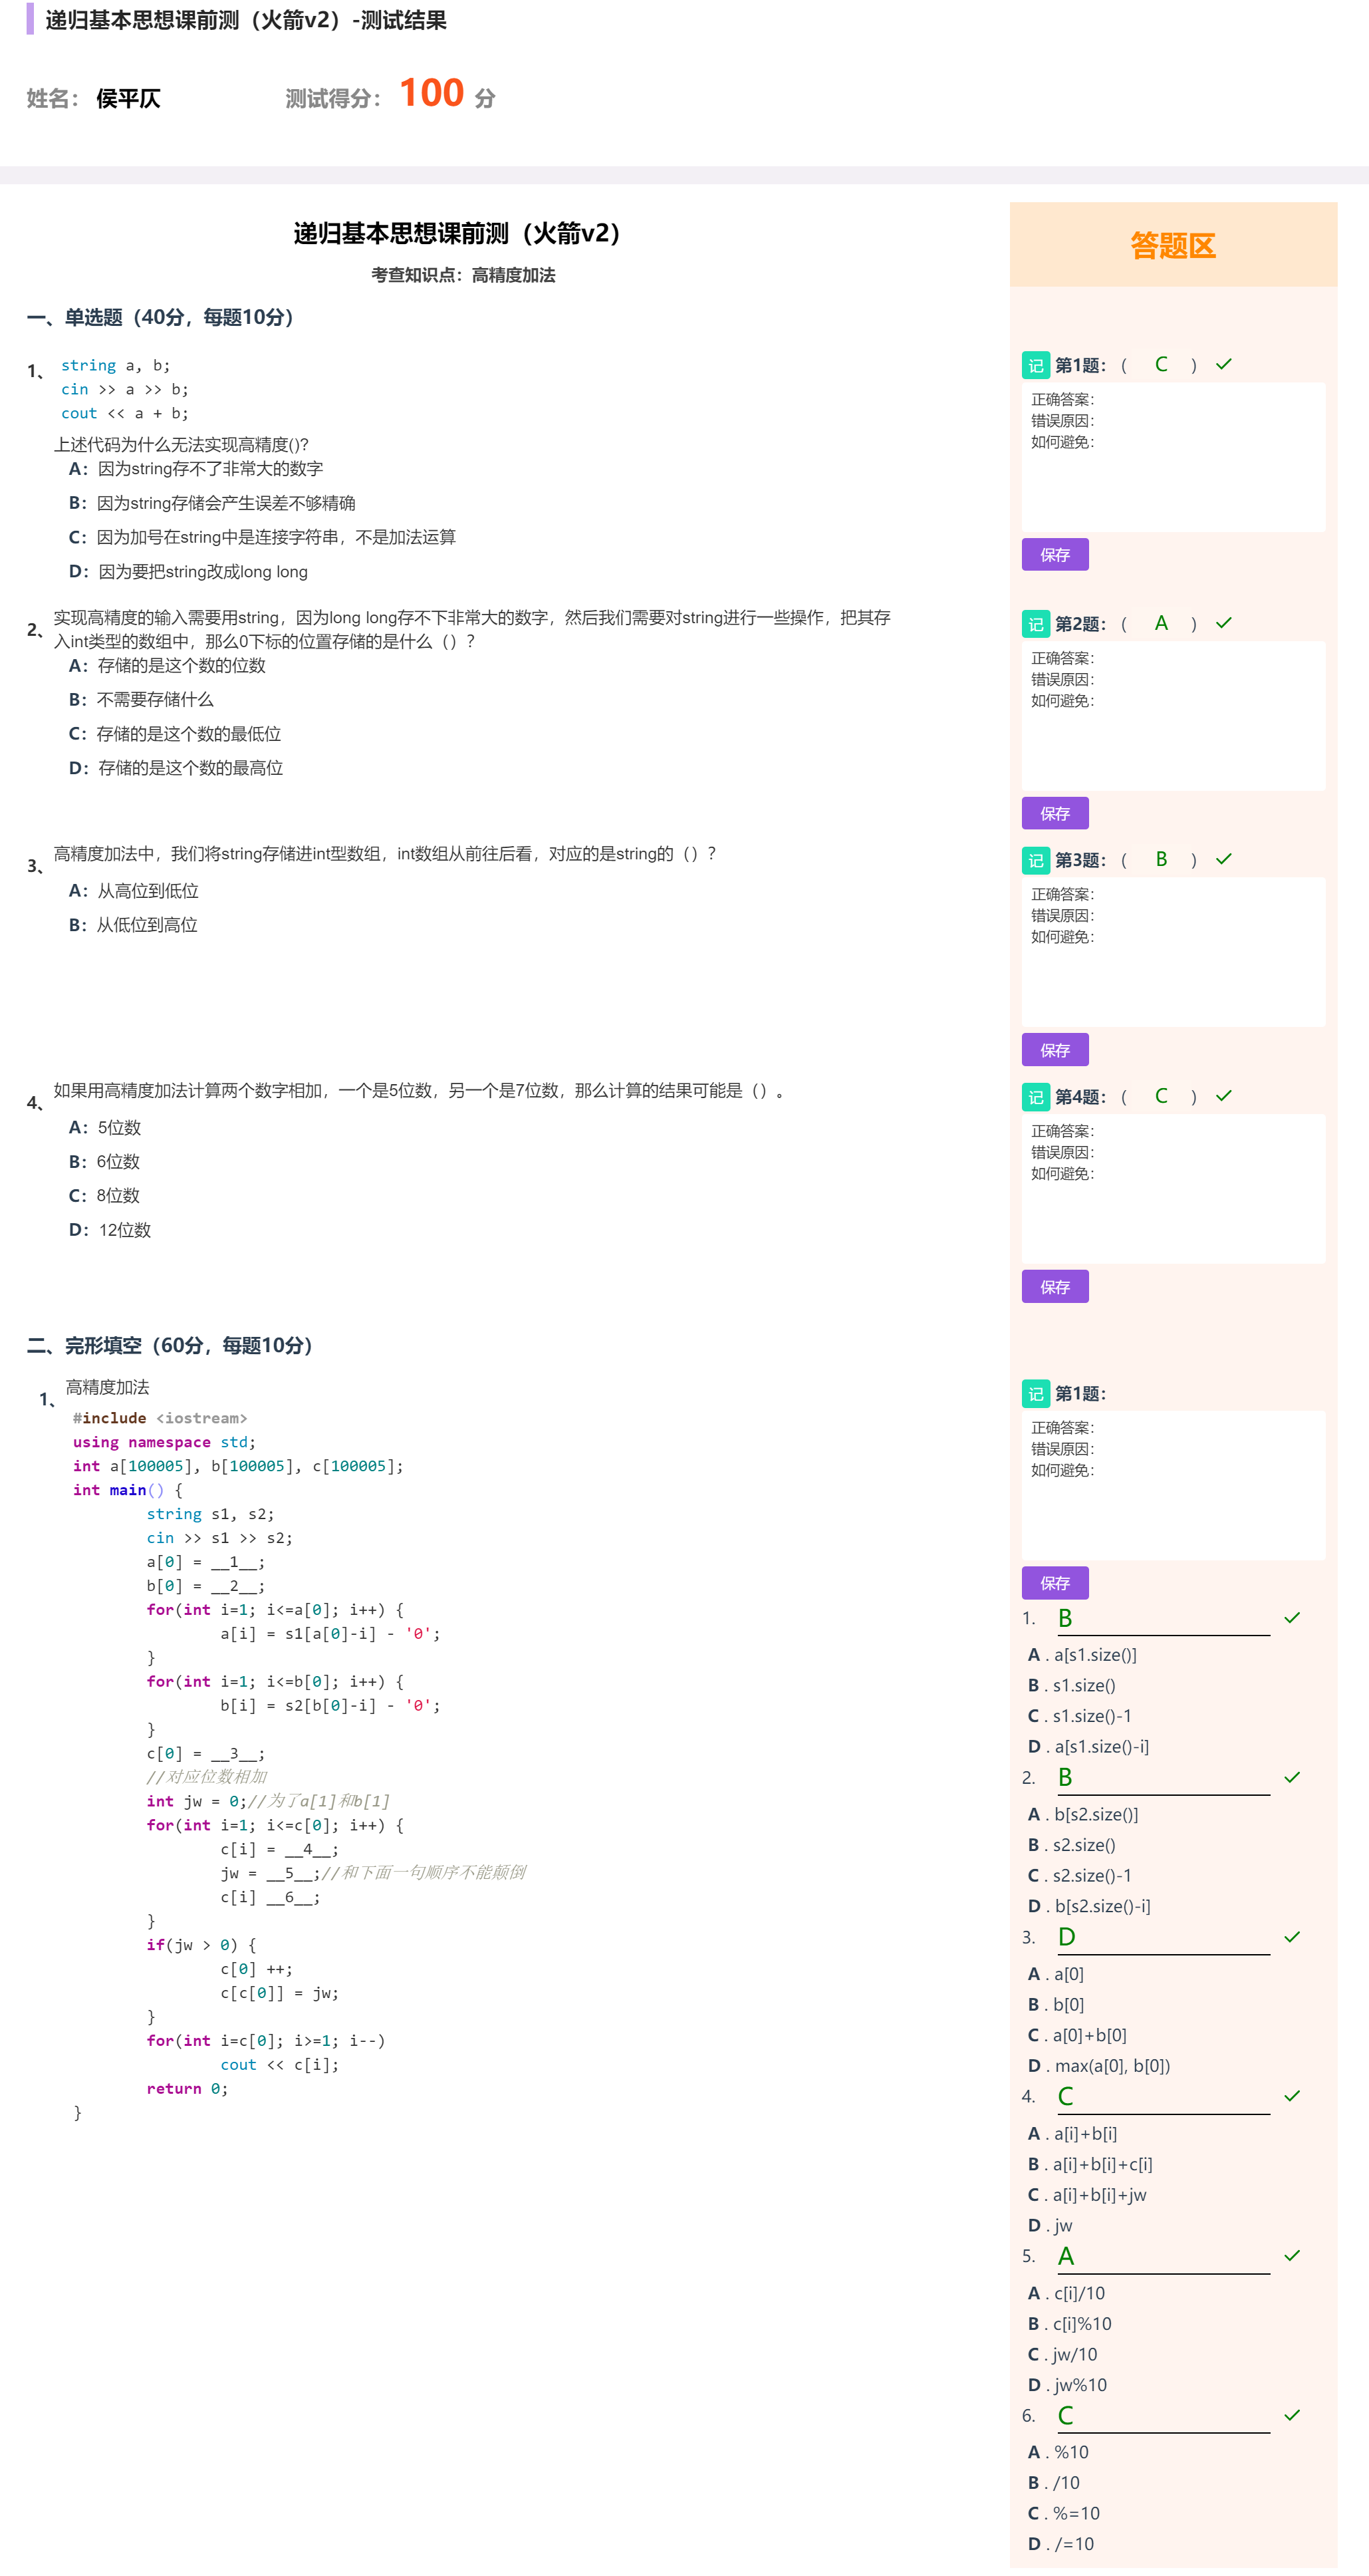 递归基本思想课前测（火箭v2）-测试结果
姓名： 侯平仄 测试得分： 100 分
递归基本思想课前测（火箭v2）
考查知识点：高精度加法
一、单选题（40分，每题10分）
1、
string a, b;
cin >> a >> b;
cout << a + b;
上述代码为什么无法实现高精度()?
A：因为string存不了非常大的数字
B：因为string存储会产生误差不够精确
C：因为加号在string中是连接字符串，不是加法运算
D：因为要把string改成long long
2、
实现高精度的输入需要用string，因为long long存不下非常大的数字，然后我们需要对string进行一些操作，把其存
入int类型的数组中，那么0下标的位置存储的是什么（）？
A：存储的是这个数的位数
B：不需要存储什么
C：存储的是这个数的最低位
D：存储的是这个数的最高位
3、
高精度加法中，我们将string存储进int型数组，int数组从前往后看，对应的是string的（）？
A：从高位到低位
B：从低位到高位
4、
如果用高精度加法计算两个数字相加，一个是5位数，另一个是7位数，那么计算的结果可能是（）。
A：5位数
B：6位数
C：8位数
D：12位数
二、完形填空（60分，每题10分）
1、
高精度加法
#include <iostream>
using namespace std;
int a[100005], b[100005], c[100005];
int main() {
string s1, s2;
cin >> s1 >> s2;
a[0] = __1__;
b[0] = __2__;
for(int i=1; i<=a[0]; i++) {
a[i] = s1[a[0]-i] - '0';
}
for(int i=1; i<=b[0]; i++) {
b[i] = s2[b[0]-i] - '0';
}
c[0] = __3__;
//对应位数相加
int jw = 0;//为了a[1]和b[1]
for(int i=1; i<=c[0]; i++) {
c[i] = __4__;
jw = __5__;//和下面一句顺序不能颠倒
c[i] __6__;
}
if(jw > 0) {
c[0] ++;
c[c[0]] = jw;
}
for(int i=c[0]; i>=1; i--)
cout << c[i];
return 0;
}
答题区
记 第1题：（ C ）
正确答案：
错误原因：
如何避免：
保存
记 第2题：（ A ）
正确答案：
错误原因：
如何避免：
保存
记 第3题：（ B ）
正确答案：
错误原因：
如何避免：
保存
记 第4题：（ C ）
正确答案：
错误原因：
如何避免：
保存
记 第1题：
正确答案：
错误原因：
如何避免：
保存
1. B
A . a[s1.size()]
B . s1.size()
C . s1.size()-1
D . a[s1.size()-i]
2. B
A . b[s2.size()]
B . s2.size()
C . s2.size()-1
D . b[s2.size()-i]
3. D
A . a[0]
B . b[0]
C . a[0]+b[0]
D . max(a[0], b[0])
4. C
A . a[i]+b[i]
B . a[i]+b[i]+c[i]
C . a[i]+b[i]+jw
D . jw
5. A
A . c[i]/10
B . c[i]%10
C . jw/10
D . jw%10
6. C
A . %10
B . /10
C . %=10
D . /=10